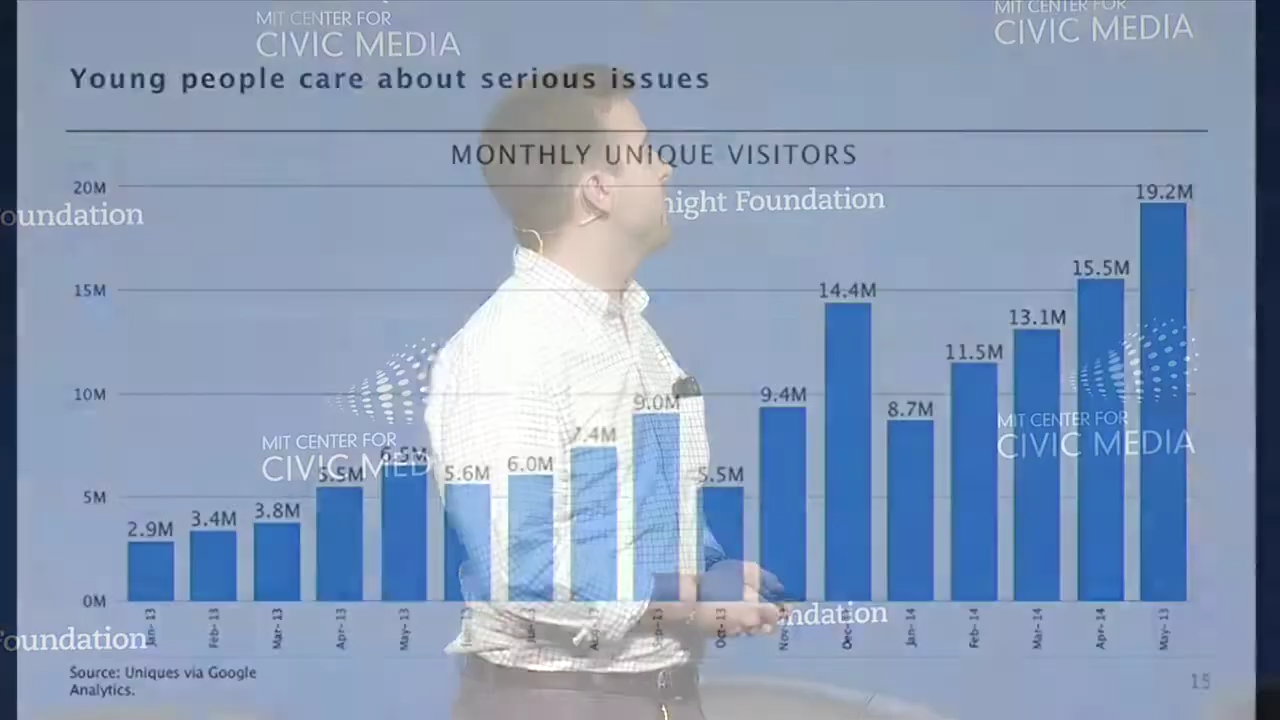 MIT CENTER FOR
CIVIC MEDIA
MIT CENTER FOR
CIVIC MEDIA
Young people care about serious issues
MONTHLY UNIQUE VISITORS
20M
15M
10M
5M
0M
oundation
night Foundation
2.9M
3.4M
3.8M
5.5M
6.5M
5.6M
6.0M
7.4M
9.0M
5.5M
9.4M
14.4M
8.7M
11.5M
13.1M
15.5M
19.2M
MIT CENTER FOR
CIVIC MED
MIT CENTER FOR
CIVIC MEDIA
Jan-13
Feb-13
Mar-13
Apr-13
May-13
Oct-13
Jan-14
Feb-14
Mar-14
Apr-14
May-13
oundation
ndation
Source: Uniques via Google
Analytics.
15